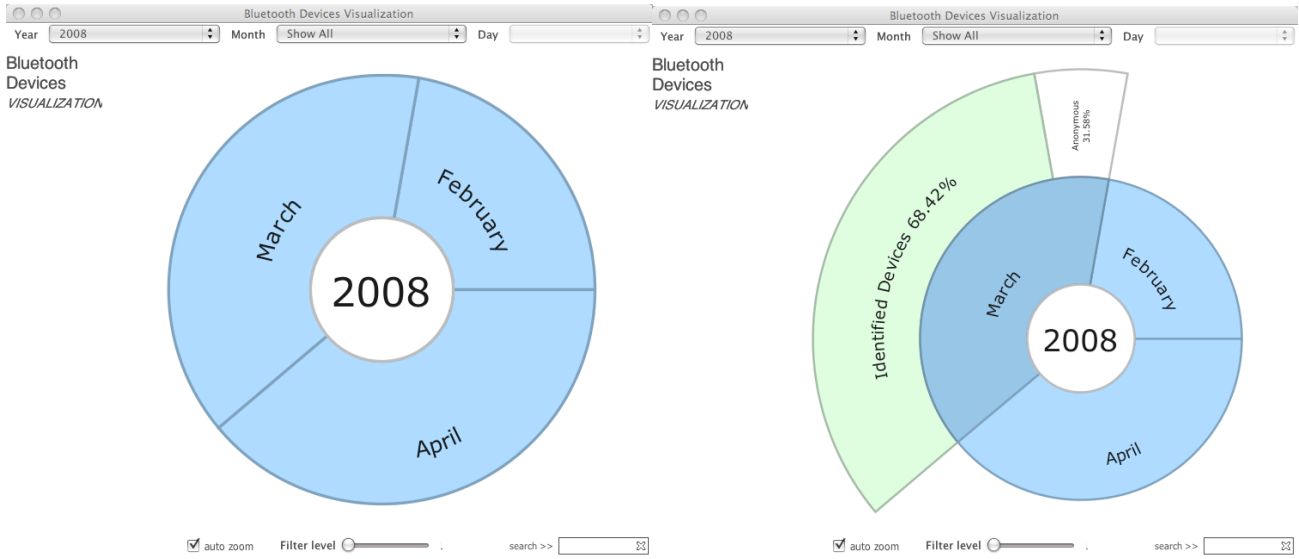 Bluetooth Devices Visualization
Year 2008 Month Show All Day
Bluetooth
Devices
VISUALIZATION
March
February
2008
April
auto zoom Filter level search >>
Bluetooth Devices Visualization
Year 2008 Month Show All Day
Bluetooth
Devices
VISUALIZATION
Anonymous
31.58%
Identified Devices 68.42%
March
February
2008
April
auto zoom Filter level search >>